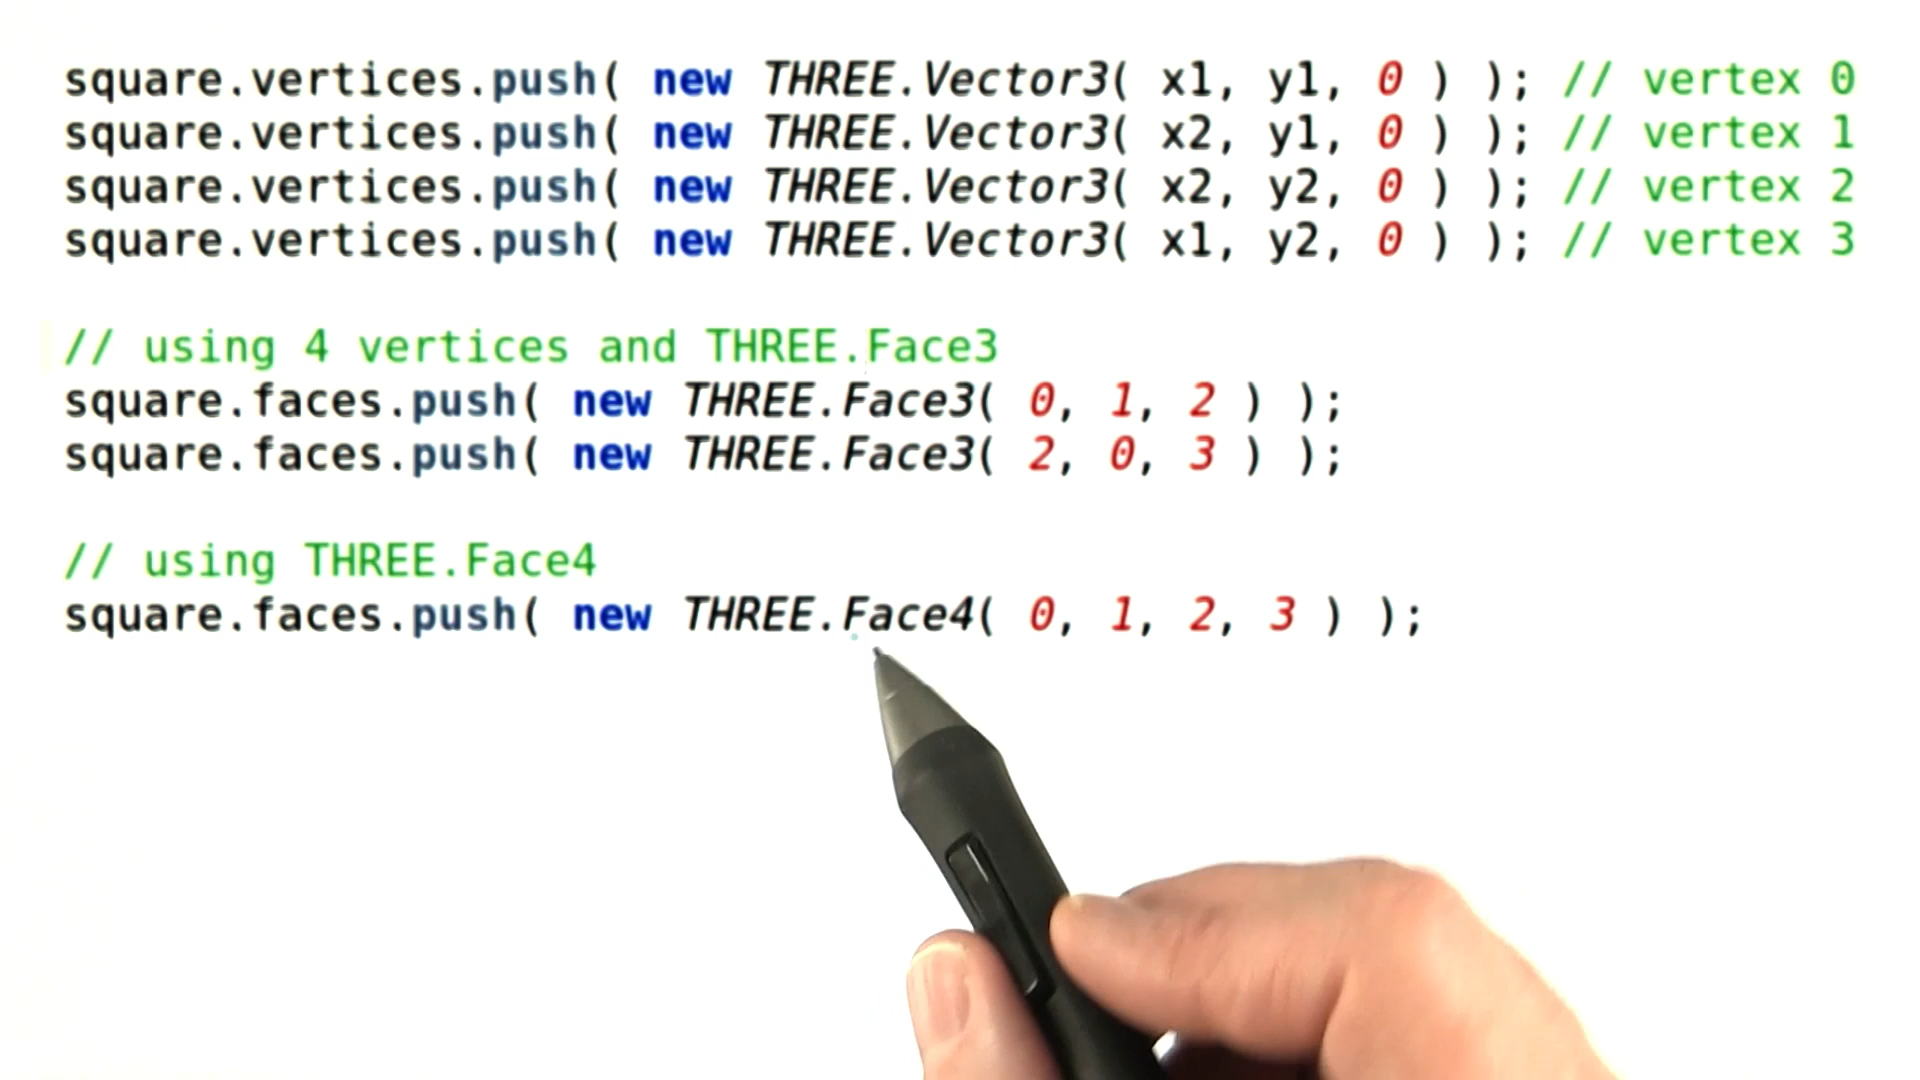 square.vertices.push( new THREE.Vector3( x1, y1, 0 ) ); // vertex 0
square.vertices.push( new THREE.Vector3( x2, y1, 0 ) ); // vertex 1
square.vertices.push( new THREE.Vector3( x2, y2, 0 ) ); // vertex 2
square.vertices.push( new THREE.Vector3( x1, y2, 0 ) ); // vertex 3
// using 4 vertices and THREE.Face3
square.faces.push( new THREE.Face3( 0, 1, 2 ) );
square.faces.push( new THREE.Face3( 2, 0, 3 ) );
// using THREE.Face4
square.faces.push( new THREE.Face4( 0, 1, 2, 3 ) );